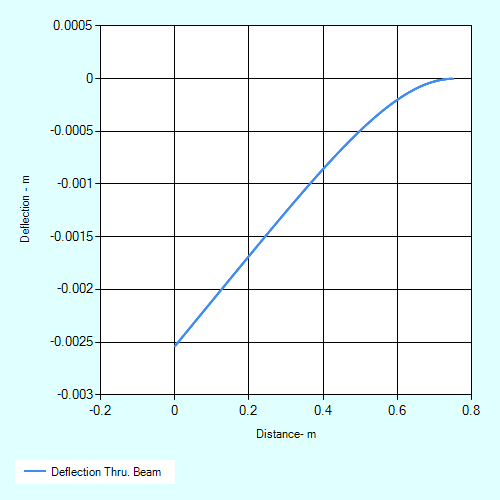 0.0005
0
-0.0005
-0.001
-0.0015
-0.002
-0.0025
-0.003
Deflection - m
-0.2 0 0.2 0.4 0.6 0.8
Distance- m
Deflection Thru. Beam